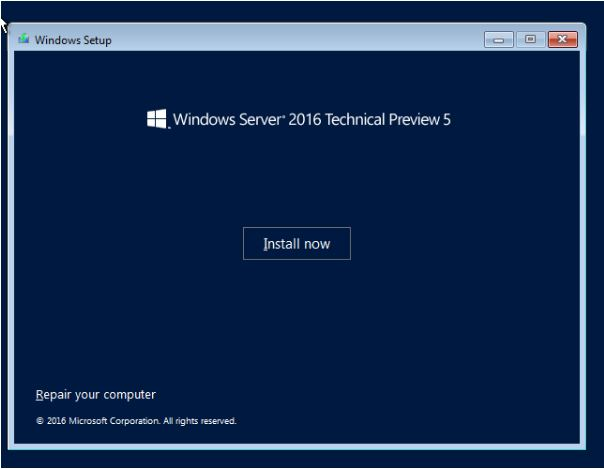 Windows Setup
Windows Server® 2016 Technical Preview 5
Install now
Repair your computer
© 2016 Microsoft Corporation. All rights reserved.